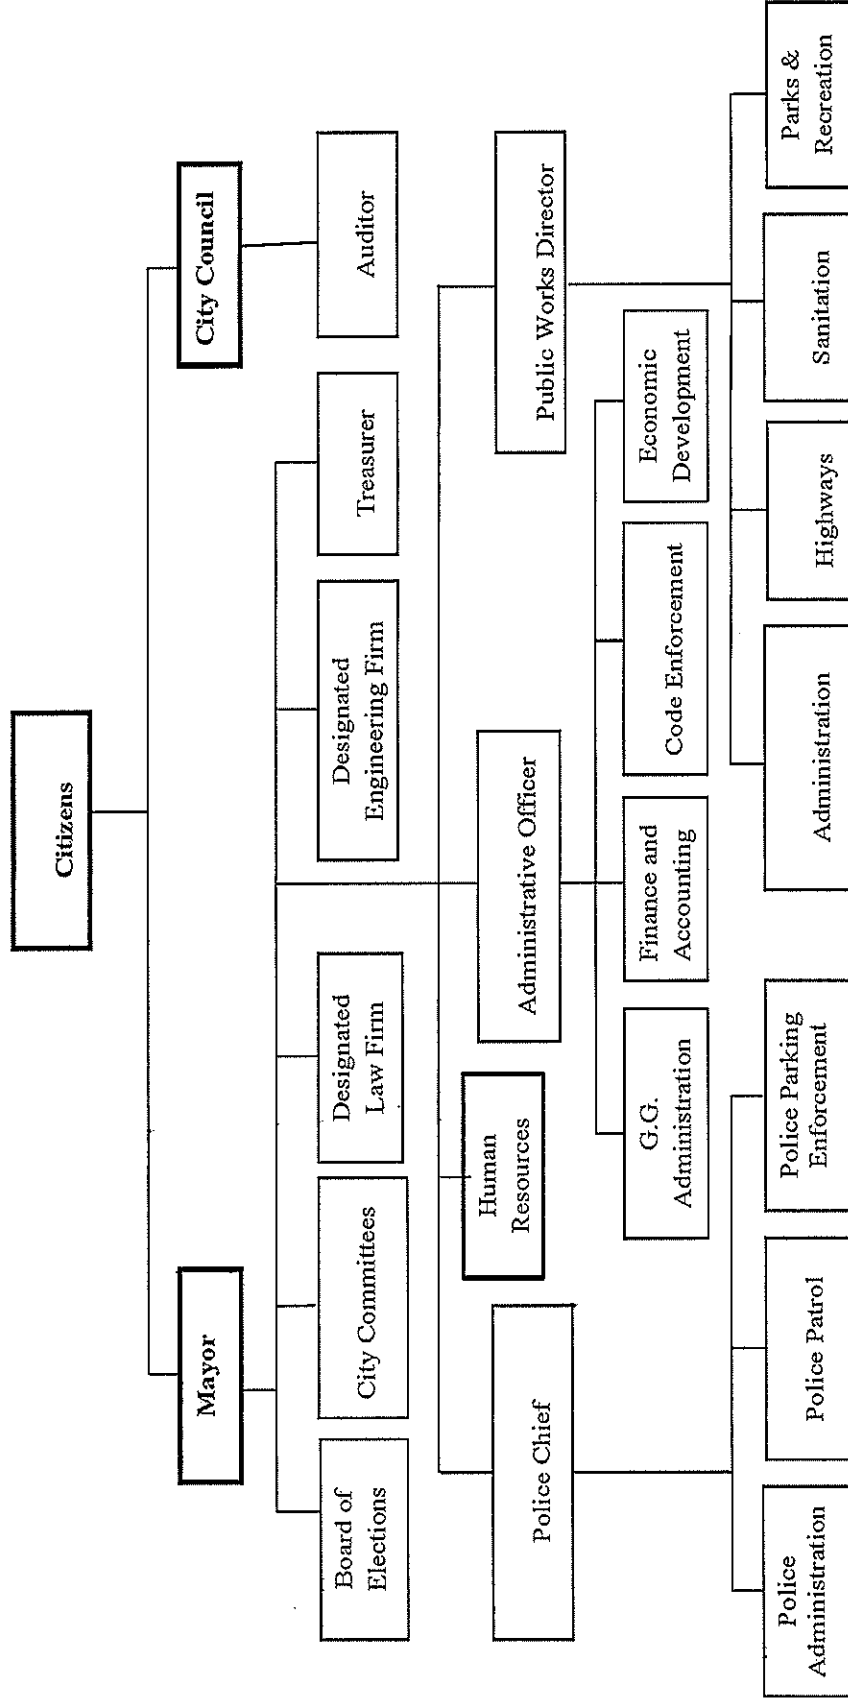 Citizens
Mayor
City Council
Board of
Elections
City Committees
Designated
Law Firm
Designated
Engineering Firm
Treasurer
Auditor
Police Chief
Human
Resources
Administrative Officer
Public Works Director
G.G.
Administration
Finance and
Accounting
Code Enforcement
Economic
Development
Police
Administration
Police Patrol
Police Parking
Enforcement
Administration
Highways
Sanitation
Parks &
Recreation